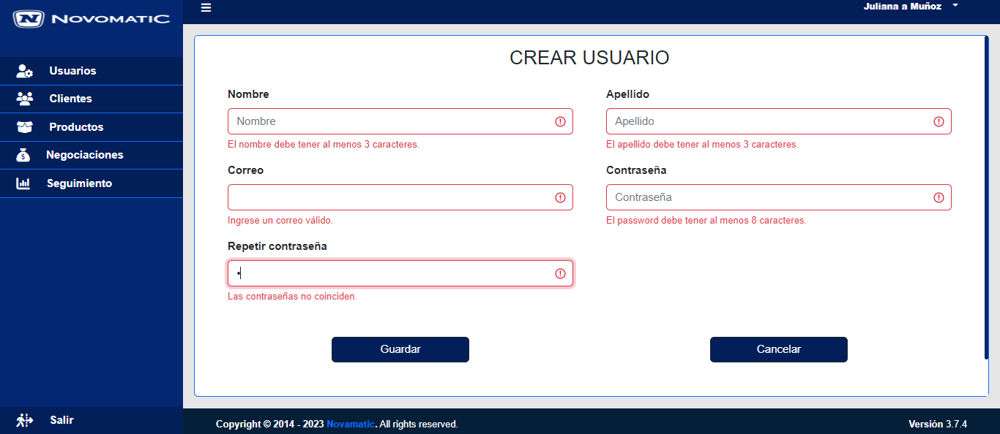 NOVOMATIC
Juliana a Muñoz
Usuarios
Clientes
Productos
Negociaciones
Seguimiento
Salir
CREAR USUARIO
Nombre
Nombre
El nombre debe tener al menos 3 caracteres.
Apellido
Apellido
El apellido debe tener al menos 3 caracteres.
Correo
Ingrese un correo válido.
Contraseña
Contraseña
El password debe tener al menos 8 caracteres.
Repetir contraseña
•
Las contraseñas no coinciden.
Guardar
Cancelar
Copyright © 2014 - 2023 Novamatic. All rights reserved.
Versión 3.7.4